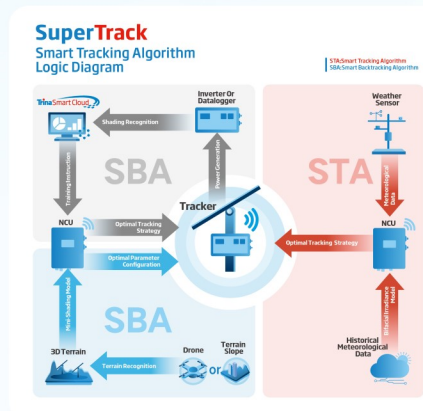 SuperTrack
Smart Tracking Algorithm
Logic Diagram
STA:Smart Tracking Algorithm
SBA:Smart Backtracking Algorithm
TrinaSmart Cloud
Shading Recognition
Inverter Or
Datalogger
Weather
Sensor
SBA
STA
Training Instruction
Power Generation
Meteorological
Data
Tracker
NCU
Optimal Tracking
Strategy
Optimal Tracking Strategy
NCU
Optimal Parameter
Configuration
Mire-Shading Model
SBA
Bifacial Irradiance
Model
3D Terrain
Terrain Recognition
Drone
or
Terrain
Slope
Historical
Meteorological
Data